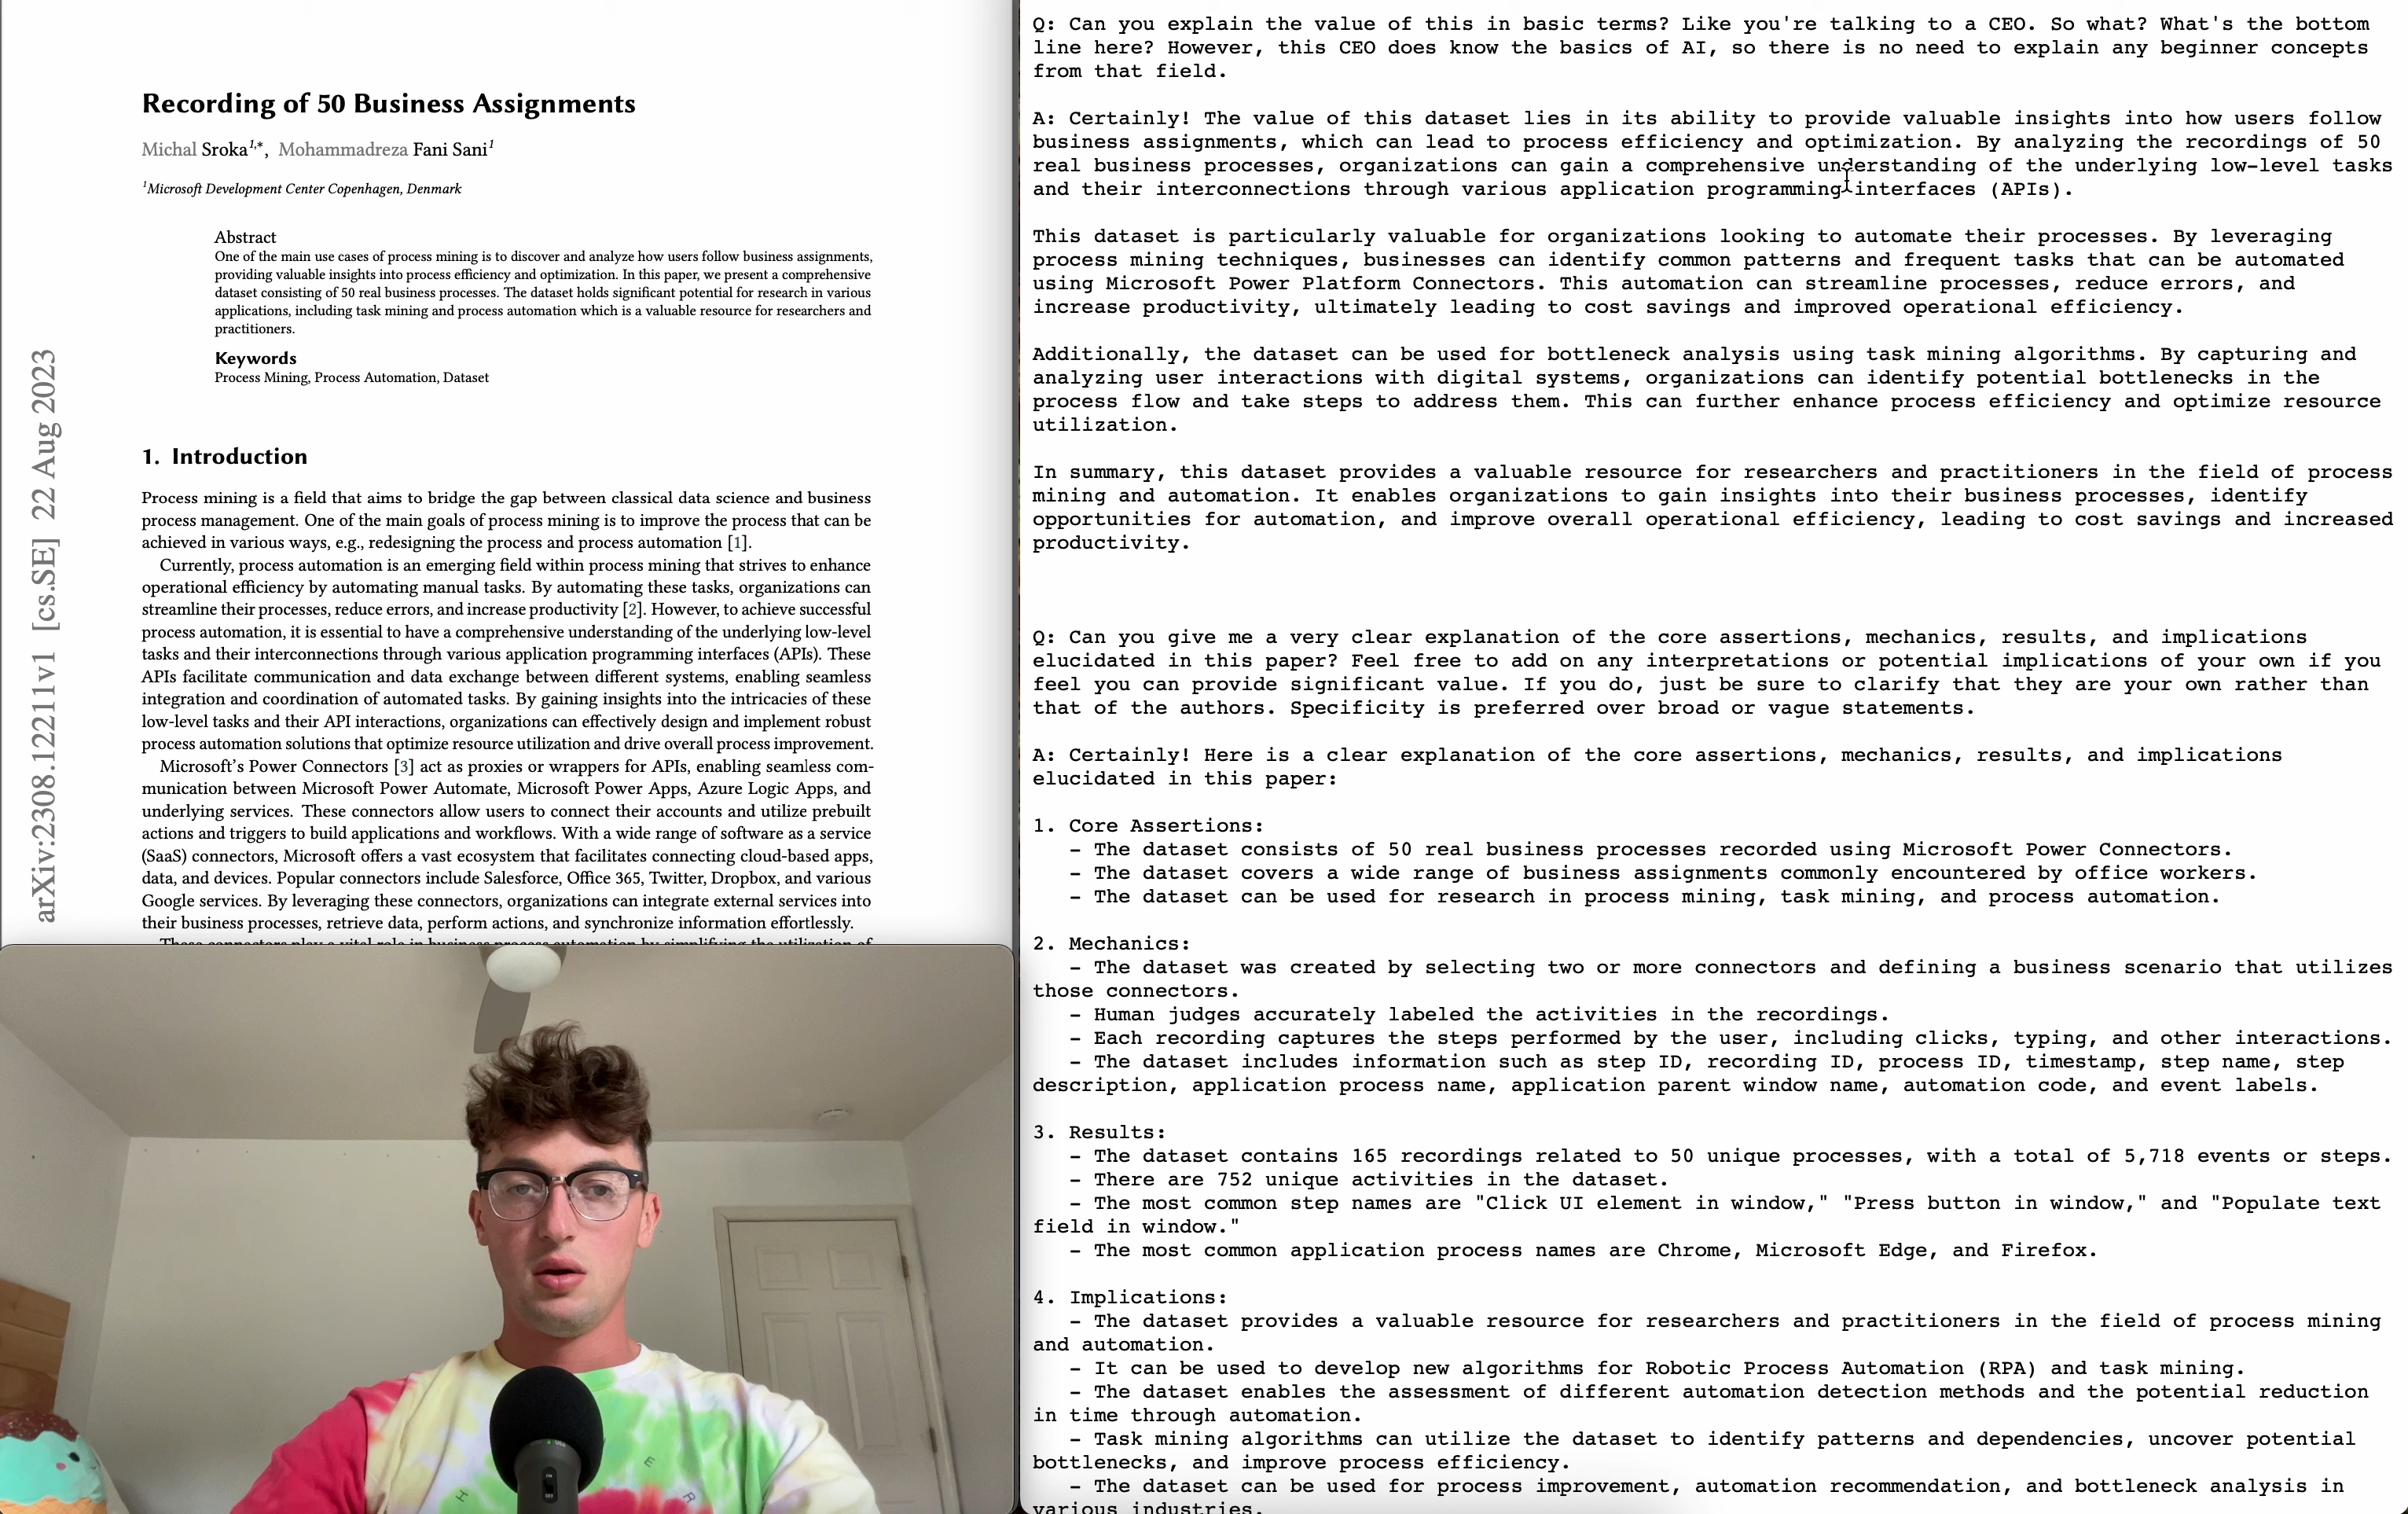 Recording of 50 Business Assignments
Michal Sroka1,*, Mohammadreza Fani Sani1
1Microsoft Development Center Copenhagen, Denmark
Abstract
One of the main use cases of process mining is to discover and analyze how users follow business assignments,
providing valuable insights into process efficiency and optimization. In this paper, we present a comprehensive
dataset consisting of 50 real business processes. The dataset holds significant potential for research in various
applications, including task mining and process automation which is a valuable resource for researchers and
practitioners.
Keywords
Process Mining, Process Automation, Dataset
1. Introduction
Process mining is a field that aims to bridge the gap between classical data science and business
process management. One of the main goals of process mining is to improve the process that can be
achieved in various ways, e.g., redesigning the process and process automation [1].
Currently, process automation is an emerging field within process mining that strives to enhance
operational efficiency by automating manual tasks. By automating these tasks, organizations can
streamline their processes, reduce errors, and increase productivity [2]. However, to achieve successful
process automation, it is essential to have a comprehensive understanding of the underlying low-level
tasks and their interconnections through various application programming interfaces (APIs). These
APIs facilitate communication and data exchange between different systems, enabling seamless
integration and coordination of automated tasks. By gaining insights into the intricacies of these
low-level tasks and their API interactions, organizations can effectively design and implement robust
process automation solutions that optimize resource utilization and drive overall process improvement.
Microsoft's Power Connectors [3] act as proxies or wrappers for APIs, enabling seamless com-
munication between Microsoft Power Automate, Microsoft Power Apps, Azure Logic Apps, and
underlying services. These connectors allow users to connect their accounts and utilize prebuilt
actions and triggers to build applications and workflows. With a wide range of software as a service
(SaaS) connectors, Microsoft offers a vast ecosystem that facilitates connecting cloud-based apps,
data, and devices. Popular connectors include Salesforce, Office 365, Twitter, Dropbox, and various
Google services. By leveraging these connectors, organizations can integrate external services into
their business processes, retrieve data, perform actions, and synchronize information effortlessly.
These connectors play a vital role in business process automation by simplifying the utilization of
arXiv:2308.12211v1 [cs.SE] 22 Aug 2023
H
E
R
Q: Can you explain the value of this in basic terms? Like you're talking to a CEO. So what? What's the bottom
line here? However, this CEO does know the basics of AI, so there is no need to explain any beginner concepts
from that field.
A: Certainly! The value of this dataset lies in its ability to provide valuable insights into how users follow
business assignments, which can lead to process efficiency and optimization. By analyzing the recordings of 50
real business processes, organizations can gain a comprehensive understanding of the underlying low-level tasks
and their interconnections through various application programming interfaces (APIs).
This dataset is particularly valuable for organizations looking to automate their processes. By leveraging
process mining techniques, businesses can identify common patterns and frequent tasks that can be automated
using Microsoft Power Platform Connectors. This automation can streamline processes, reduce errors, and
increase productivity, ultimately leading to cost savings and improved operational efficiency.
Additionally, the dataset can be used for bottleneck analysis using task mining algorithms. By capturing and
analyzing user interactions with digital systems, organizations can identify potential bottlenecks in the
process flow and take steps to address them. This can further enhance process efficiency and optimize resource
utilization.
In summary, this dataset provides a valuable resource for researchers and practitioners in the field of process
mining and automation. It enables organizations to gain insights into their business processes, identify
opportunities for automation, and improve overall operational efficiency, leading to cost savings and increased
productivity.
Q: Can you give me a very clear explanation of the core assertions, mechanics, results, and implications
elucidated in this paper? Feel free to add on any interpretations or potential implications of your own if you
feel you can provide significant value. If you do, just be sure to clarify that they are your own rather than
that of the authors. Specificity is preferred over broad or vague statements.
A: Certainly! Here is a clear explanation of the core assertions, mechanics, results, and implications
elucidated in this paper:
1. Core Assertions:
- The dataset consists of 50 real business processes recorded using Microsoft Power Connectors.
- The dataset covers a wide range of business assignments commonly encountered by office workers.
- The dataset can be used for research in process mining, task mining, and process automation.
2. Mechanics:
- The dataset was created by selecting two or more connectors and defining a business scenario that utilizes
those connectors.
- Human judges accurately labeled the activities in the recordings.
- Each recording captures the steps performed by the user, including clicks, typing, and other interactions.
- The dataset includes information such as step ID, recording ID, process ID, timestamp, step name, step
description, application process name, application parent window name, automation code, and event labels.
3. Results:
- The dataset contains 165 recordings related to 50 unique processes, with a total of 5,718 events or steps.
- There are 752 unique activities in the dataset.
- The most common step names are "Click UI element in window," "Press button in window," and "Populate text
field in window."
- The most common application process names are Chrome, Microsoft Edge, and Firefox.
4. Implications:
- The dataset provides a valuable resource for researchers and practitioners in the field of process mining
and automation.
- It can be used to develop new algorithms for Robotic Process Automation (RPA) and task mining.
- The dataset enables the assessment of different automation detection methods and the potential reduction
in time through automation.
- Task mining algorithms can utilize the dataset to identify patterns and dependencies, uncover potential
bottlenecks, and improve process efficiency.
- The dataset can be used for process improvement, automation recommendation, and bottleneck analysis in
various industries.